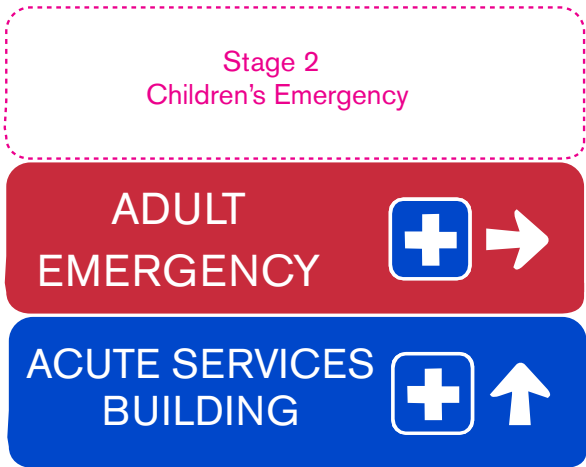 Stage 2
Children’s Emergency
ADULT
EMERGENCY
ACUTE SERVICES
BUILDING